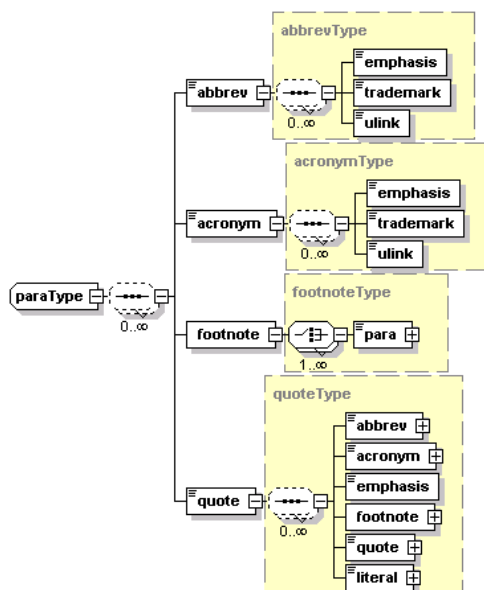 abbrevType
emphasis
abbrev
trademark
0..∞
ulink
acronymType
emphasis
acronym
trademark
0..∞
ulink
paraType
0..∞
footnoteType
footnote
para
1..∞
quoteType
abbrev
acronym
emphasis
quote
footnote
0..∞
quote
literal